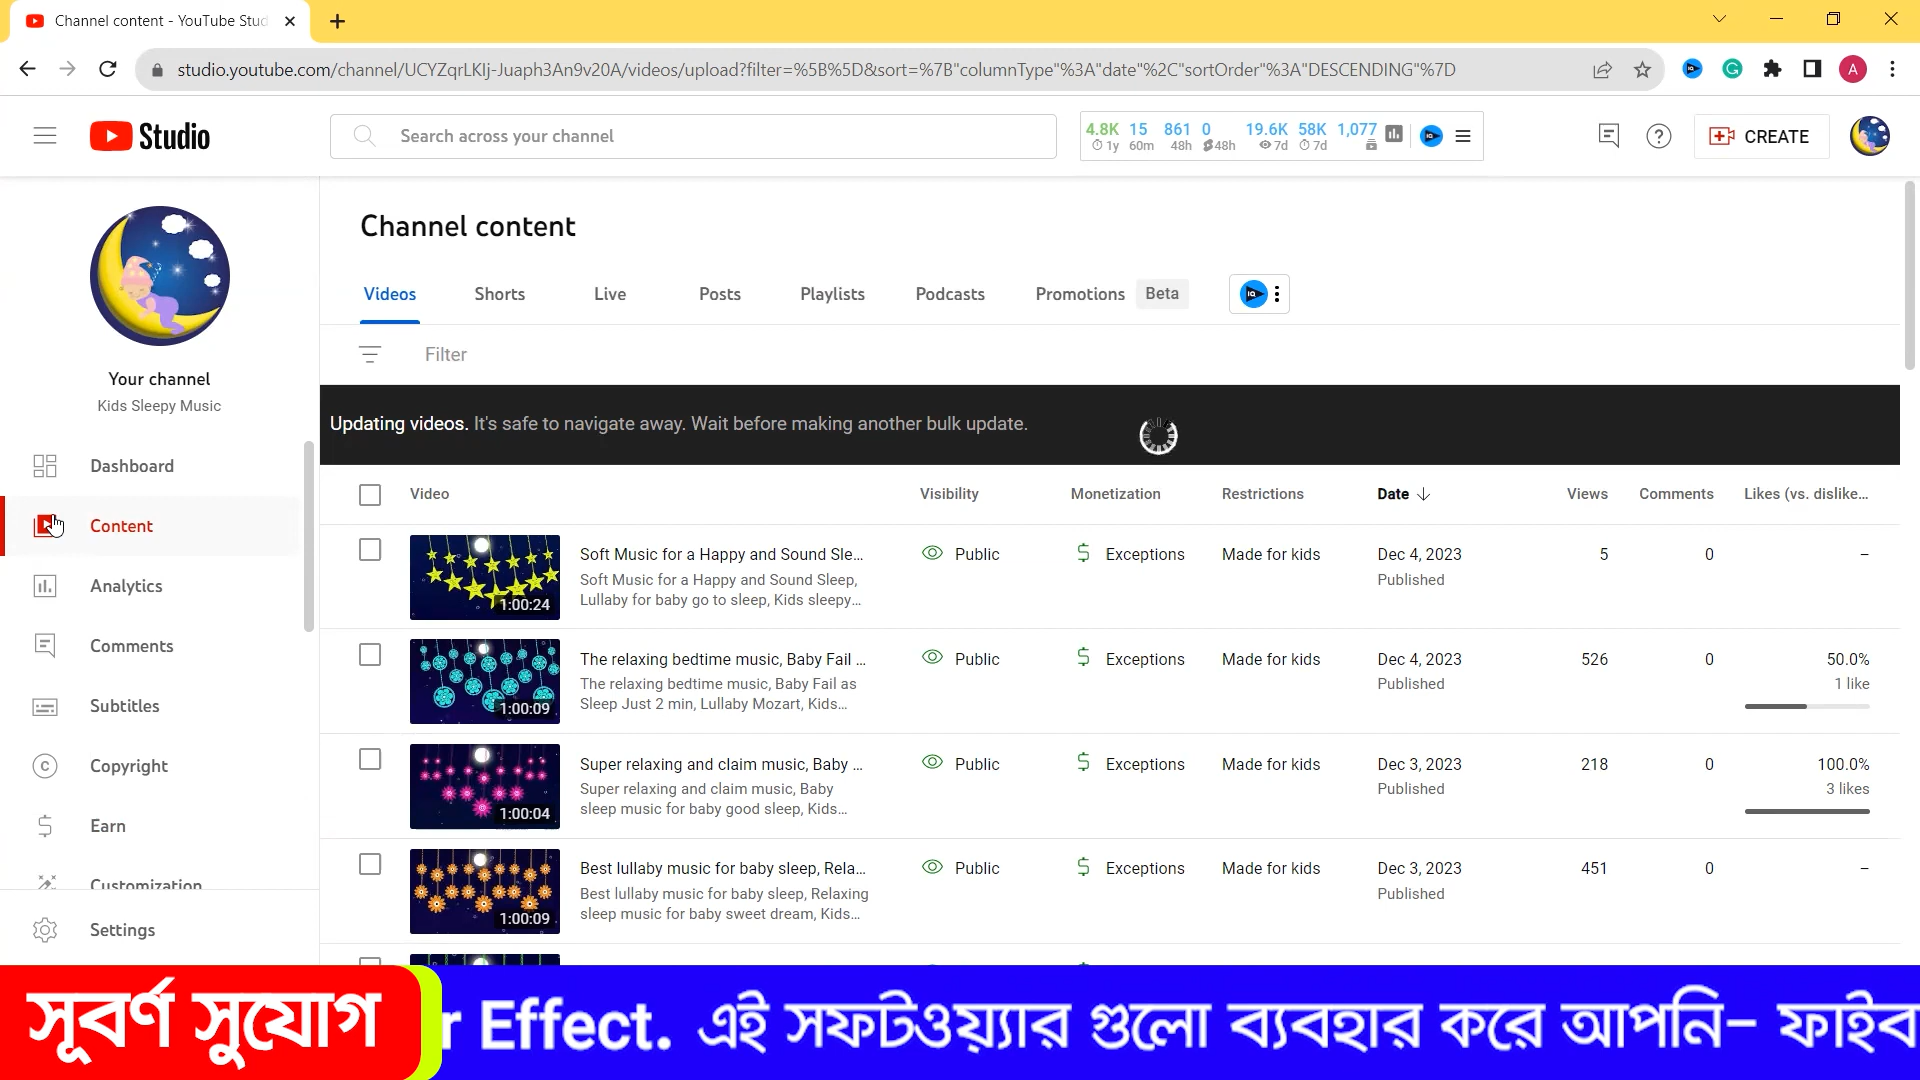 Channel content - YouTube Stud
studio.youtube.com/channel/UCYZqrLKIj-Juaph3An9v20A/videos/upload?filter=%5B%5D&sort=%7B"columnType"%3A"date"%2C"sortOrder"%3A"DESCENDING"%7D
A
Studio
Search across your channel
4.8K 15 861 0 19.6K 58K 1,077
1y 60m 48h 48h 7d 7d
CREATE
Channel content
Videos Shorts Live Posts Playlists Podcasts Promotions Beta
Filter
Your channel
Kids Sleepy Music
Dashboard
Content
Analytics
Comments
Subtitles
Copyright
Earn
Customization
Settings
Updating videos. It's safe to navigate away. Wait before making another bulk update.
Video Visibility Monetization Restrictions Date Views Comments Likes (vs. dislike...
Soft Music for a Happy and Sound Sle... Public Exceptions Made for kids Dec 4, 2023 5 0 –
Soft Music for a Happy and Sound Sleep, Published
Lullaby for baby go to sleep, Kids sleepy...
1:00:24
The relaxing bedtime music, Baby Fail ... Public Exceptions Made for kids Dec 4, 2023 526 0 50.0%
The relaxing bedtime music, Baby Fail as Published 1 like
Sleep Just 2 min, Lullaby Mozart, Kids...
1:00:09
Super relaxing and claim music, Baby ... Public Exceptions Made for kids Dec 3, 2023 218 0 100.0%
Super relaxing and claim music, Baby Published 3 likes
sleep music for baby good sleep, Kids...
1:00:04
Best lullaby music for baby sleep, Rela... Public Exceptions Made for kids Dec 3, 2023 451 0 –
Best lullaby music for baby sleep, Relaxing Published
sleep music for baby sweet dream, Kids...
1:00:09
সূবর্ণ সুযোগ
r Effect. এই সফটওয়্যার গুলো ব্যবহার করে আপনি- ফাইব